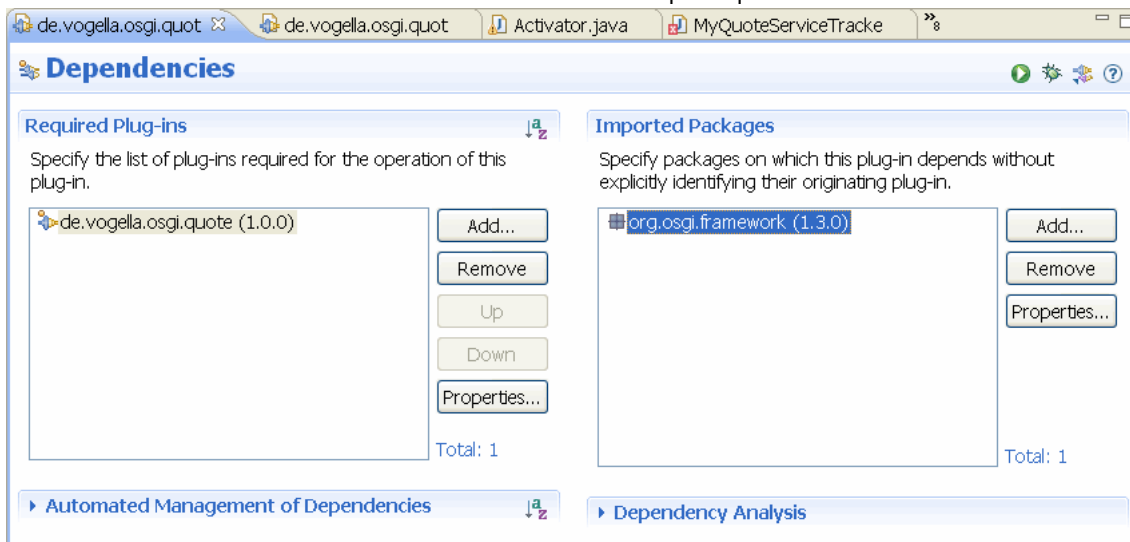 de.vogella.osgi.quot
de.vogella.osgi.quot
Activator.java
MyQuoteServiceTracke
»8
Dependencies
Required Plug-ins
Specify the list of plug-ins required for the operation of this
plug-in.
de.vogella.osgi.quote (1.0.0)
Add...
Remove
Up
Down
Properties...
Total: 1
Imported Packages
Specify packages on which this plug-in depends without
explicitly identifying their originating plug-in.
org.osgi.framework (1.3.0)
Add...
Remove
Properties...
Total: 1
Automated Management of Dependencies
Dependency Analysis